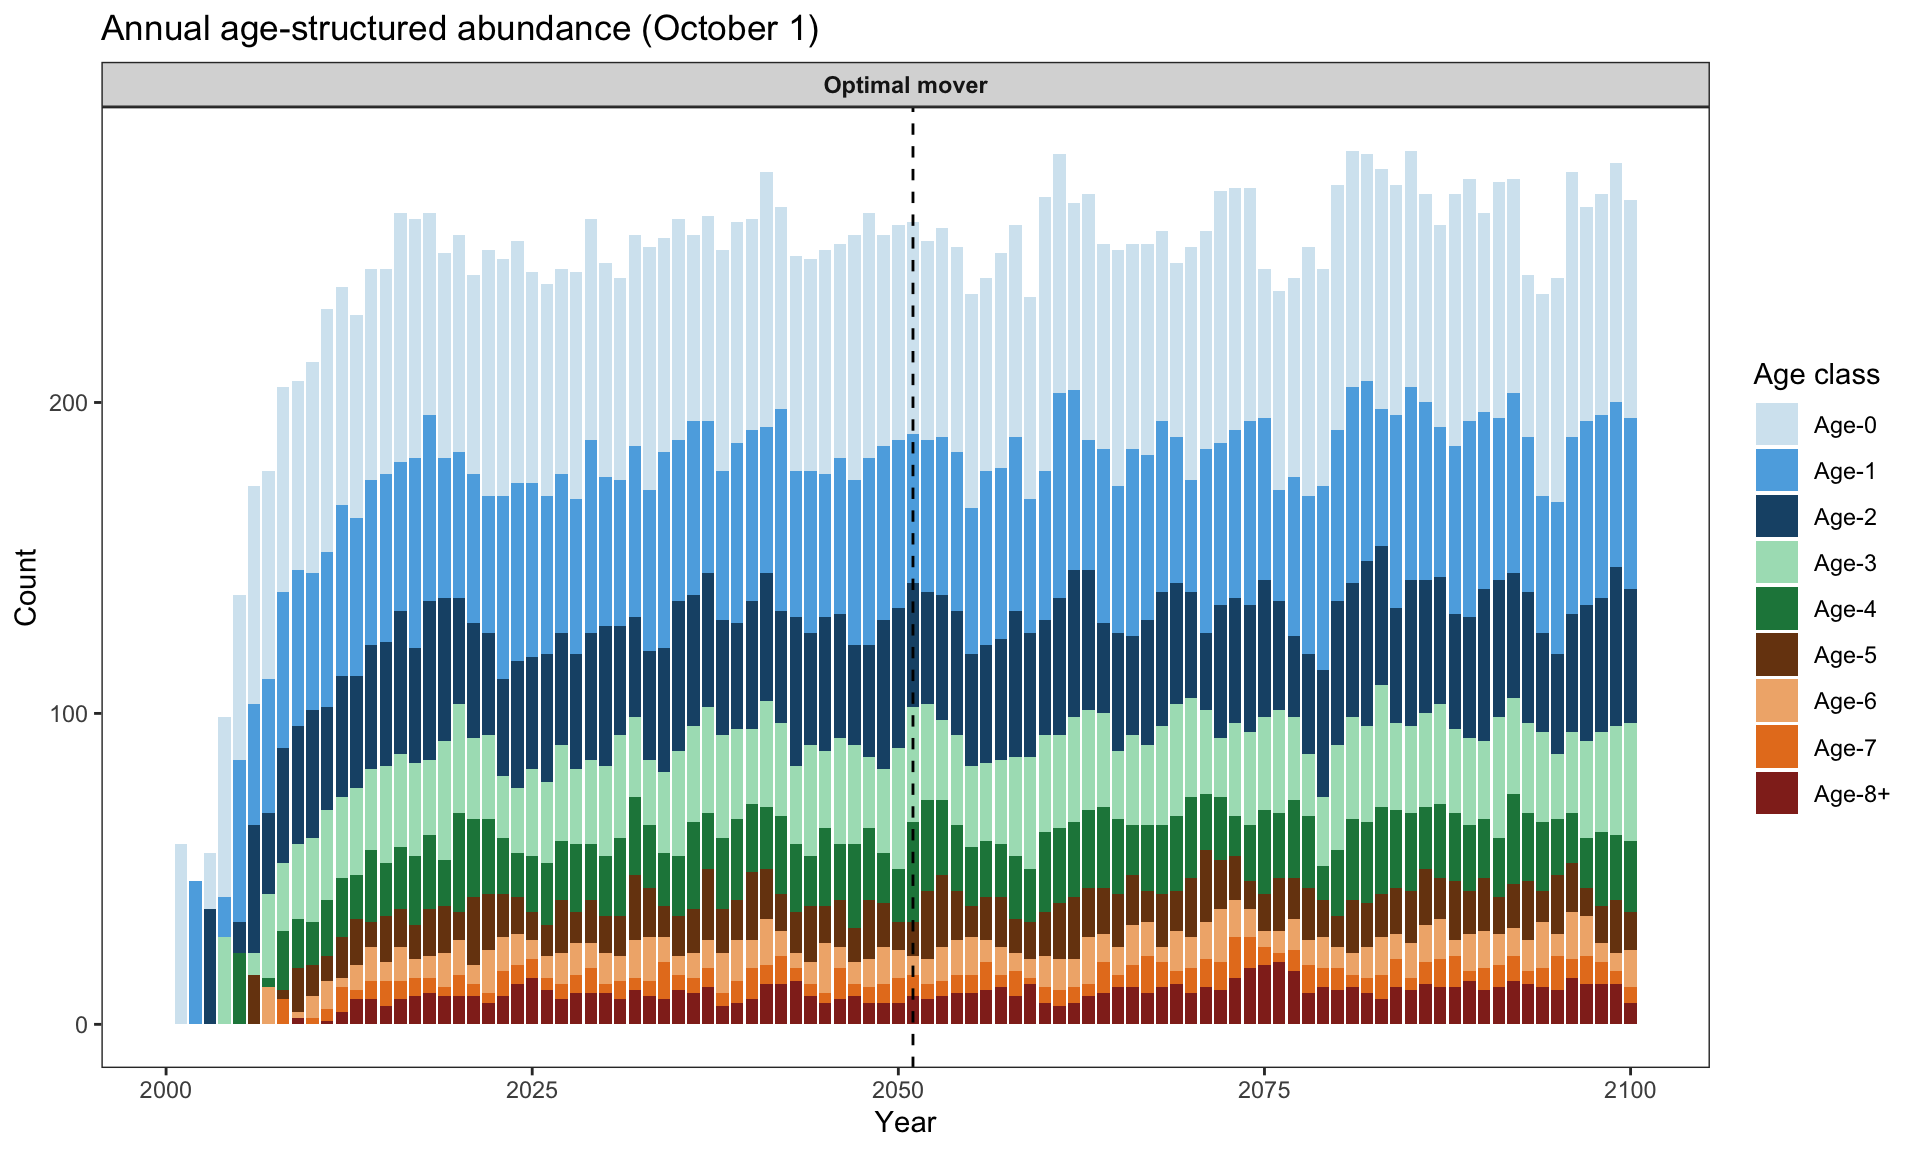 Annual age-structured abundance (October 1)
Optimal mover
Count
200
100
0
2000 2025 2050 2075 2100
Year
Age class
Age-0
Age-1
Age-2
Age-3
Age-4
Age-5
Age-6
Age-7
Age-8+